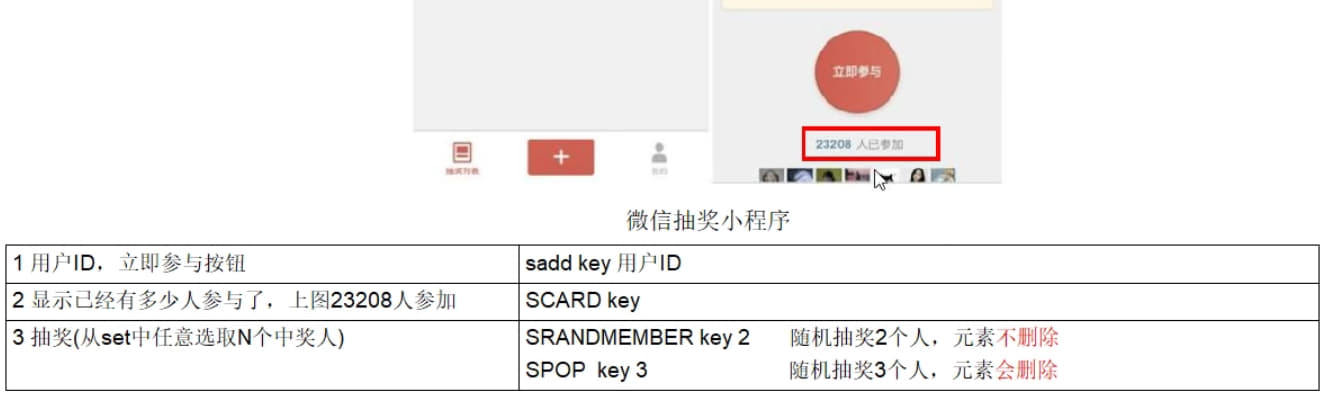 立即参与
23208 人已参加
抽奖列表
我的
微信抽奖小程序
1 用户ID，立即参与按钮
sadd key 用户ID
2 显示已经有多少人参与了，上图23208人参加
SCARD key
3 抽奖(从set中任意选取N个中奖人)
SRANDMEMBER key 2 随机抽奖2个人，元素不删除
SPOP key 3 随机抽奖3个人，元素会删除